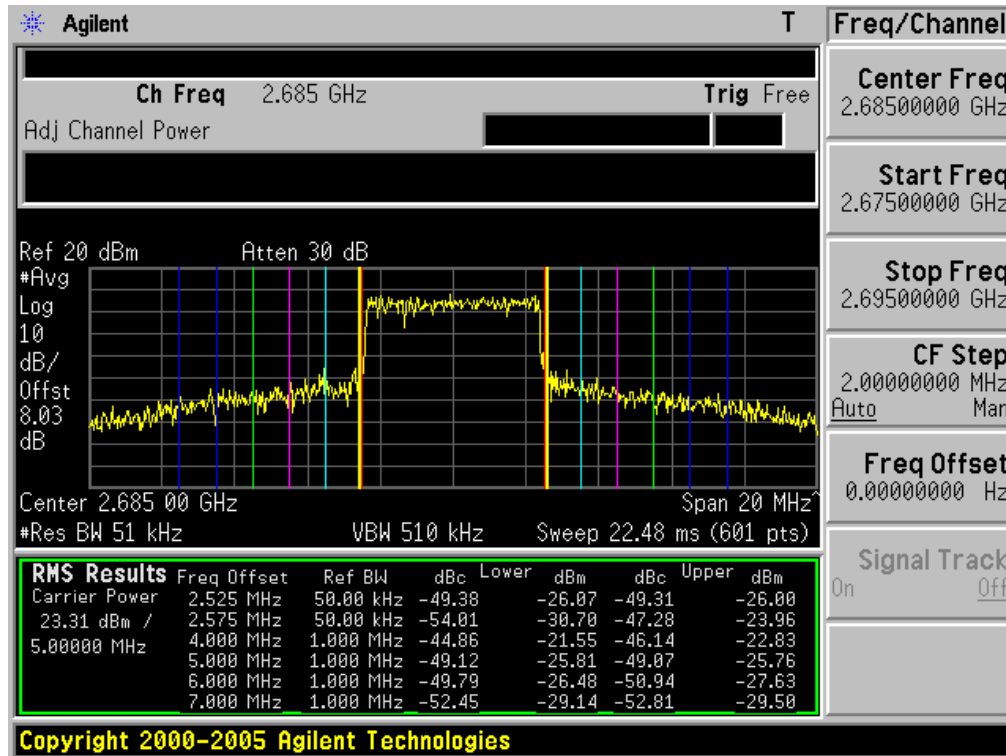 Agilent T Freq/Channel
Ch Freq 2.685 GHz Trig Free
Adj Channel Power
Center Freq
2.68500000 GHz
Start Freq
2.67500000 GHz
Stop Freq
2.69500000 GHz
CF Step
2.00000000 MHz
Auto Man
Freq Offset
0.00000000 Hz
Signal Track
On Off
Ref 20 dBm Atten 30 dB
#Avg
Log
10
dB/
Offst
8.03
dB
Center 2.685 00 GHz Span 20 MHz^
#Res BW 51 kHz VBW 510 kHz Sweep 22.48 ms (601 pts)
RMS Results Freq Offset Ref BW dBc Lower dBm dBc Upper dBm
Carrier Power 2.525 MHz 50.00 kHz -49.38 -26.07 -49.31 -26.00
23.31 dBm / 2.575 MHz 50.00 kHz -54.01 -30.70 -47.28 -23.96
5.00000 MHz 4.000 MHz 1.000 MHz -44.86 -21.55 -46.14 -22.83
5.000 MHz 1.000 MHz -49.12 -25.81 -49.07 -25.76
6.000 MHz 1.000 MHz -49.79 -26.48 -50.94 -27.63
7.000 MHz 1.000 MHz -52.45 -29.14 -52.81 -29.50
Copyright 2000-2005 Agilent Technologies